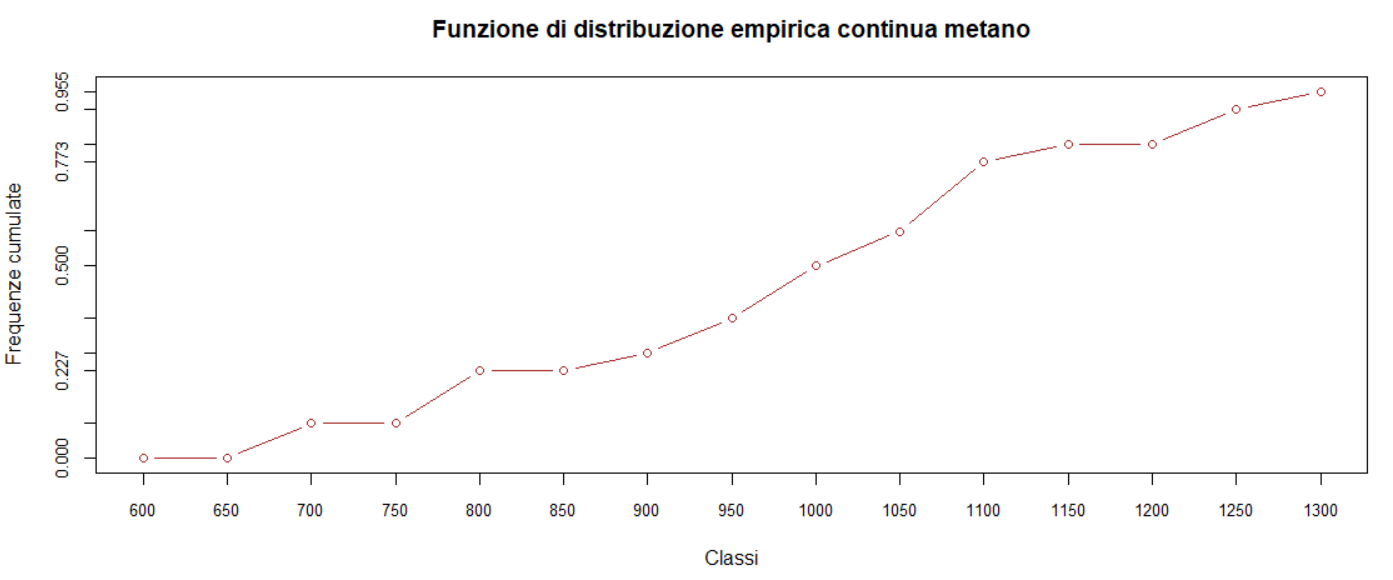 Funzione di distribuzione empirica continua metano
Frequenze cumulate
0.955
0.773
0.500
0.227
0.000
600 650 700 750 800 850 900 950 1000 1050 1100 1150 1200 1250 1300
Classi